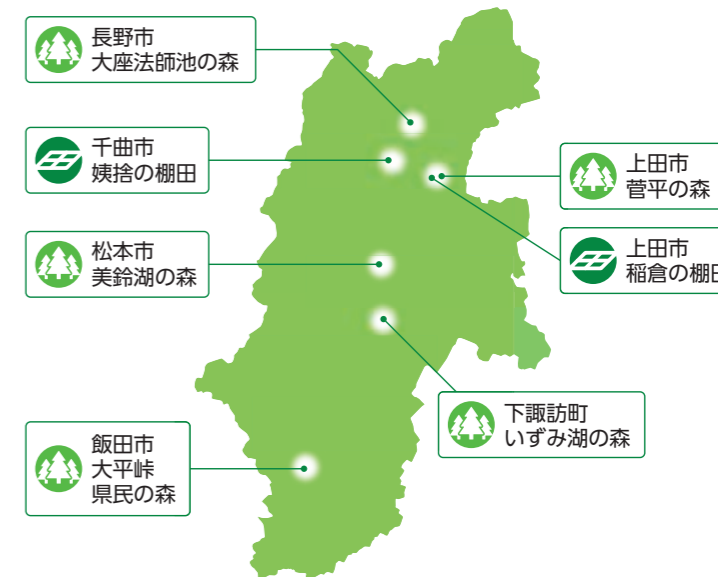 長野市
大座法師池の森
千曲市
姨捨の棚田
上田市
菅平の森
松本市
美鈴湖の森
上田市
稲倉の棚田
下諏訪町
いずみ湖の森
飯田市
大平峠
県民の森